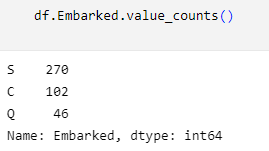 df.Embarked.value_counts()
S    270
C    102
Q     46
Name: Embarked, dtype: int64